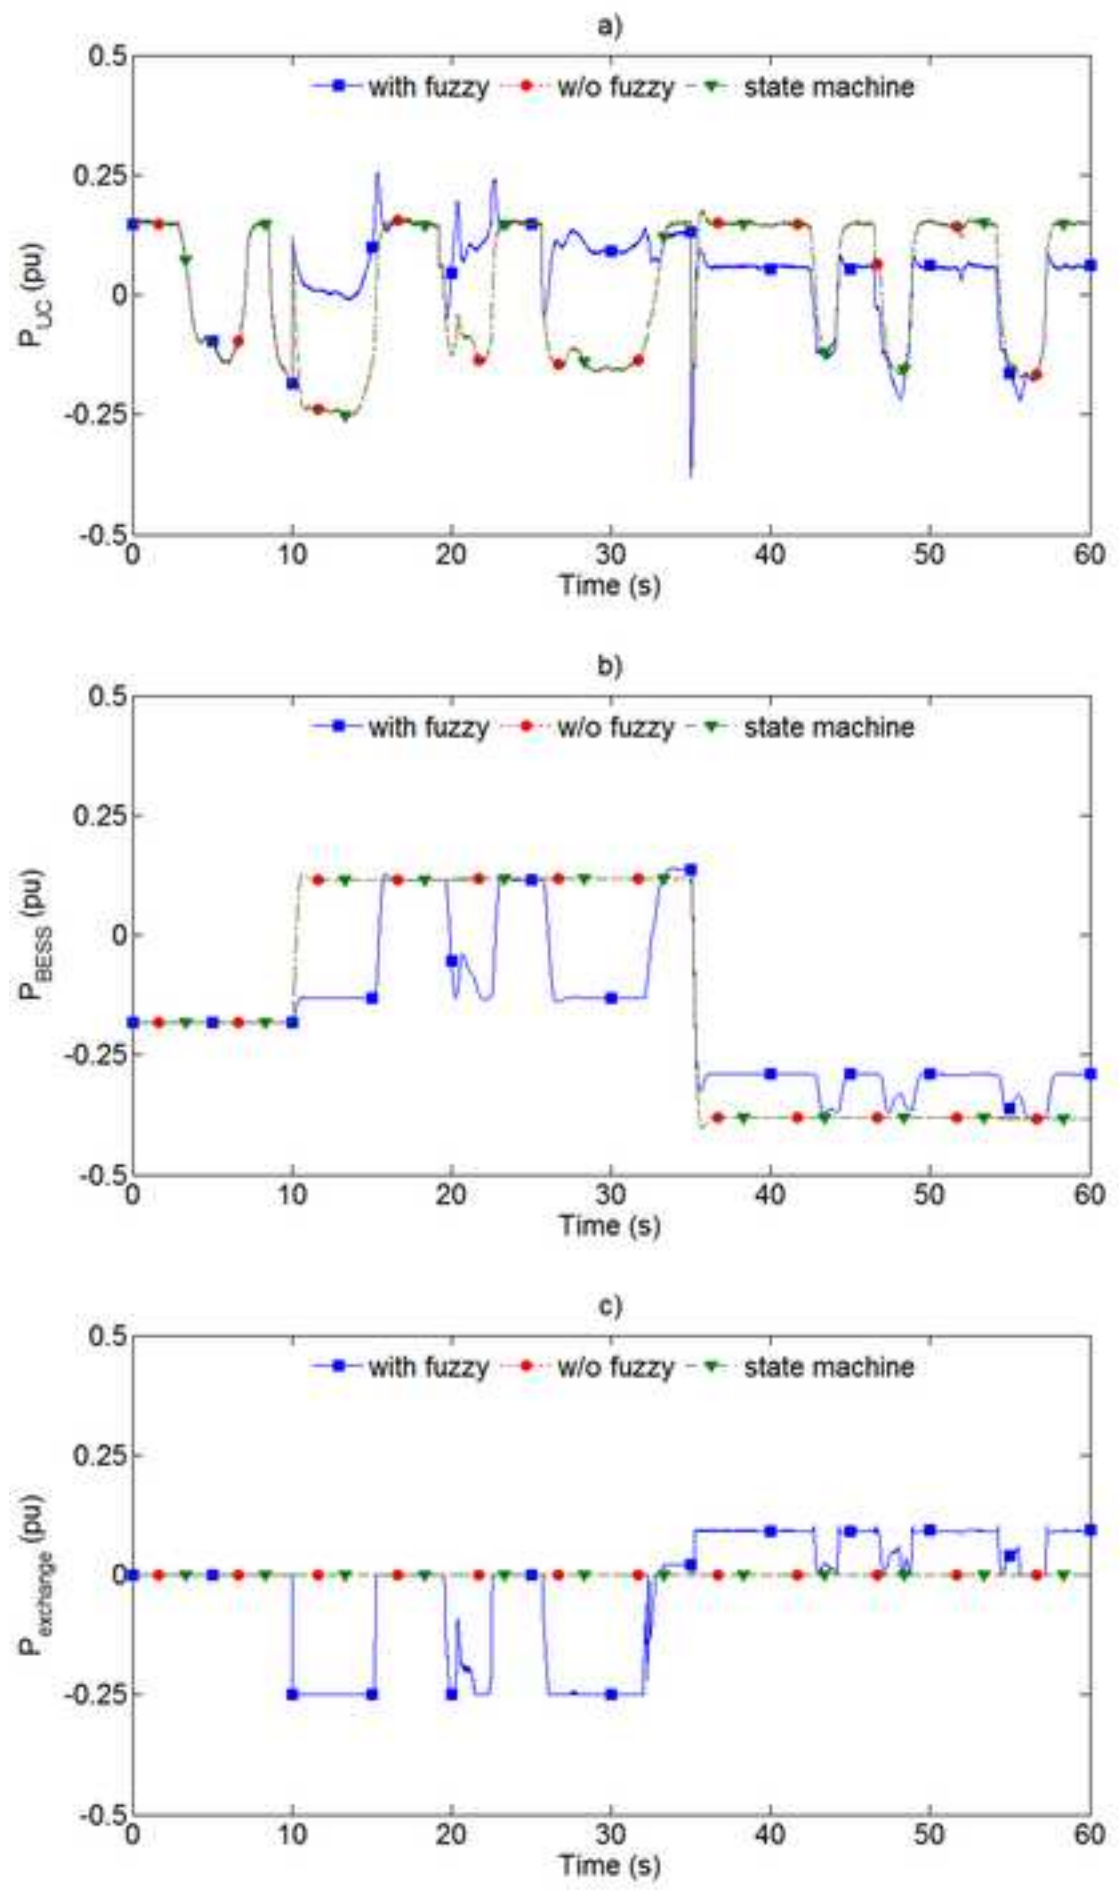 a)
0.5
with fuzzy w/o fuzzy state machine
0.25
0
-0.25
-0.5
P_UC (pu)
0 10 20 30 40 50 60
Time (s)
b)
0.5
with fuzzy w/o fuzzy state machine
0.25
0
-0.25
-0.5
P_BESS (pu)
0 10 20 30 40 50 60
Time (s)
c)
0.5
with fuzzy w/o fuzzy state machine
0.25
0
-0.25
-0.5
P_exchange (pu)
0 10 20 30 40 50 60
Time (s)